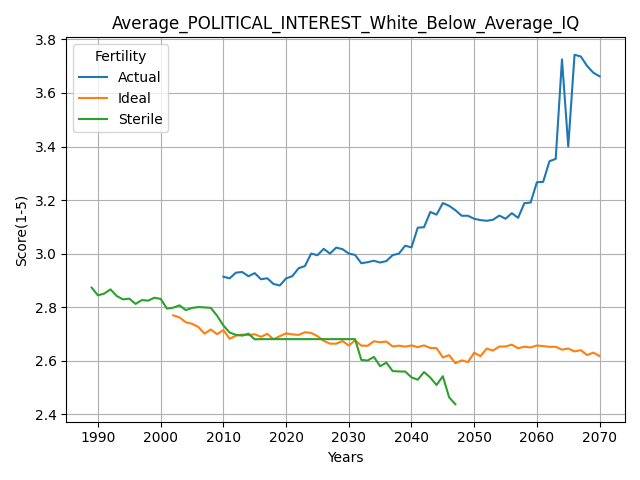 Average_POLITICAL_INTEREST_White_Below_Average_IQ
Fertility
Actual
Ideal
Sterile
Score(1-5)
3.8
3.6
3.4
3.2
3.0
2.8
2.6
2.4
1990 2000 2010 2020 2030 2040 2050 2060 2070
Years